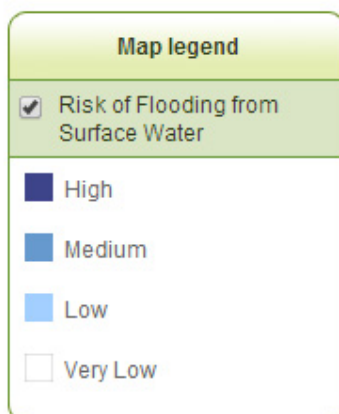 Map legend
Risk of Flooding from
Surface Water
High
Medium
Low
Very Low